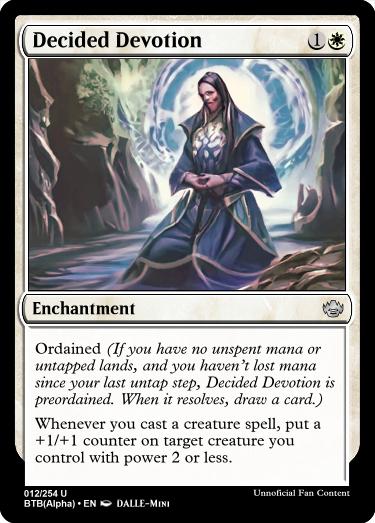 Decided Devotion 1
Enchantment
Ordained (If you have no unspent mana or
untapped lands, and you haven't lost mana
since your last untap step, Decided Devotion is
preordained. When it resolves, draw a card.)
Whenever you cast a creature spell, put a
+1/+1 counter on target creature you
control with power 2 or less.
012/254 U
Unofficial Fan Content
BTB(Alpha) • EN DALLE-Mini